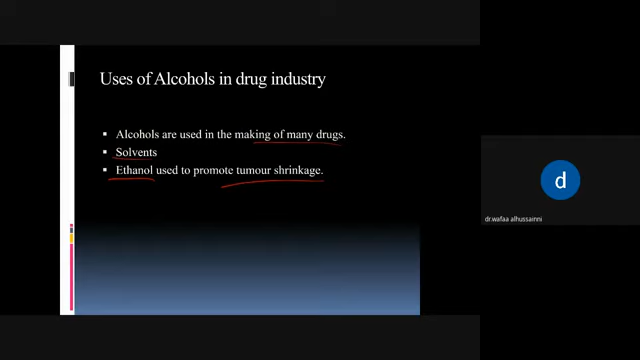 Uses of Alcohols in drug industry
Alcohols are used in the making of many drugs.
Solvents
Ethanol used to promote tumour shrinkage.
d
dr.wafaa alhussainni